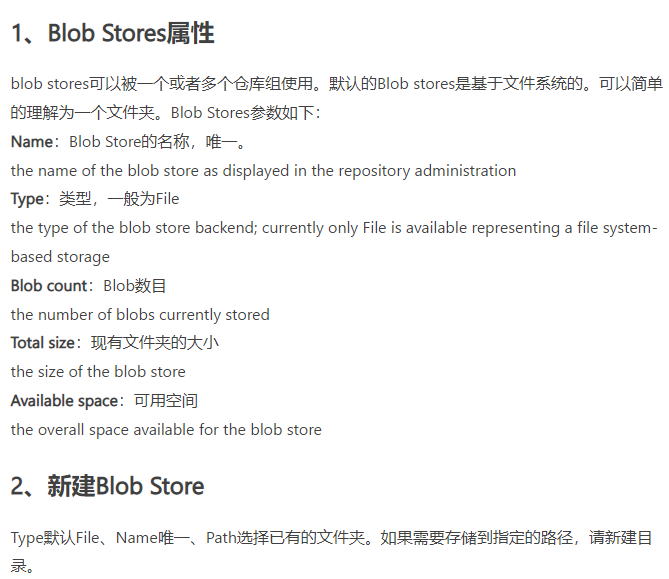 1、Blob Stores属性
blob stores可以被一个或者多个仓库组使用。默认的Blob stores是基于文件系统的。可以简单
的理解为一个文件夹。Blob Stores参数如下：
Name：Blob Store的名称，唯一。
the name of the blob store as displayed in the repository administration
Type：类型，一般为File
the type of the blob store backend; currently only File is available representing a file system-
based storage
Blob count：Blob数目
the number of blobs currently stored
Total size：现有文件夹的大小
the size of the blob store
Available space：可用空间
the overall space available for the blob store
2、新建Blob Store
Type默认File、Name唯一、Path选择已有的文件夹。如果需要存储到指定的路径，请新建目
录。